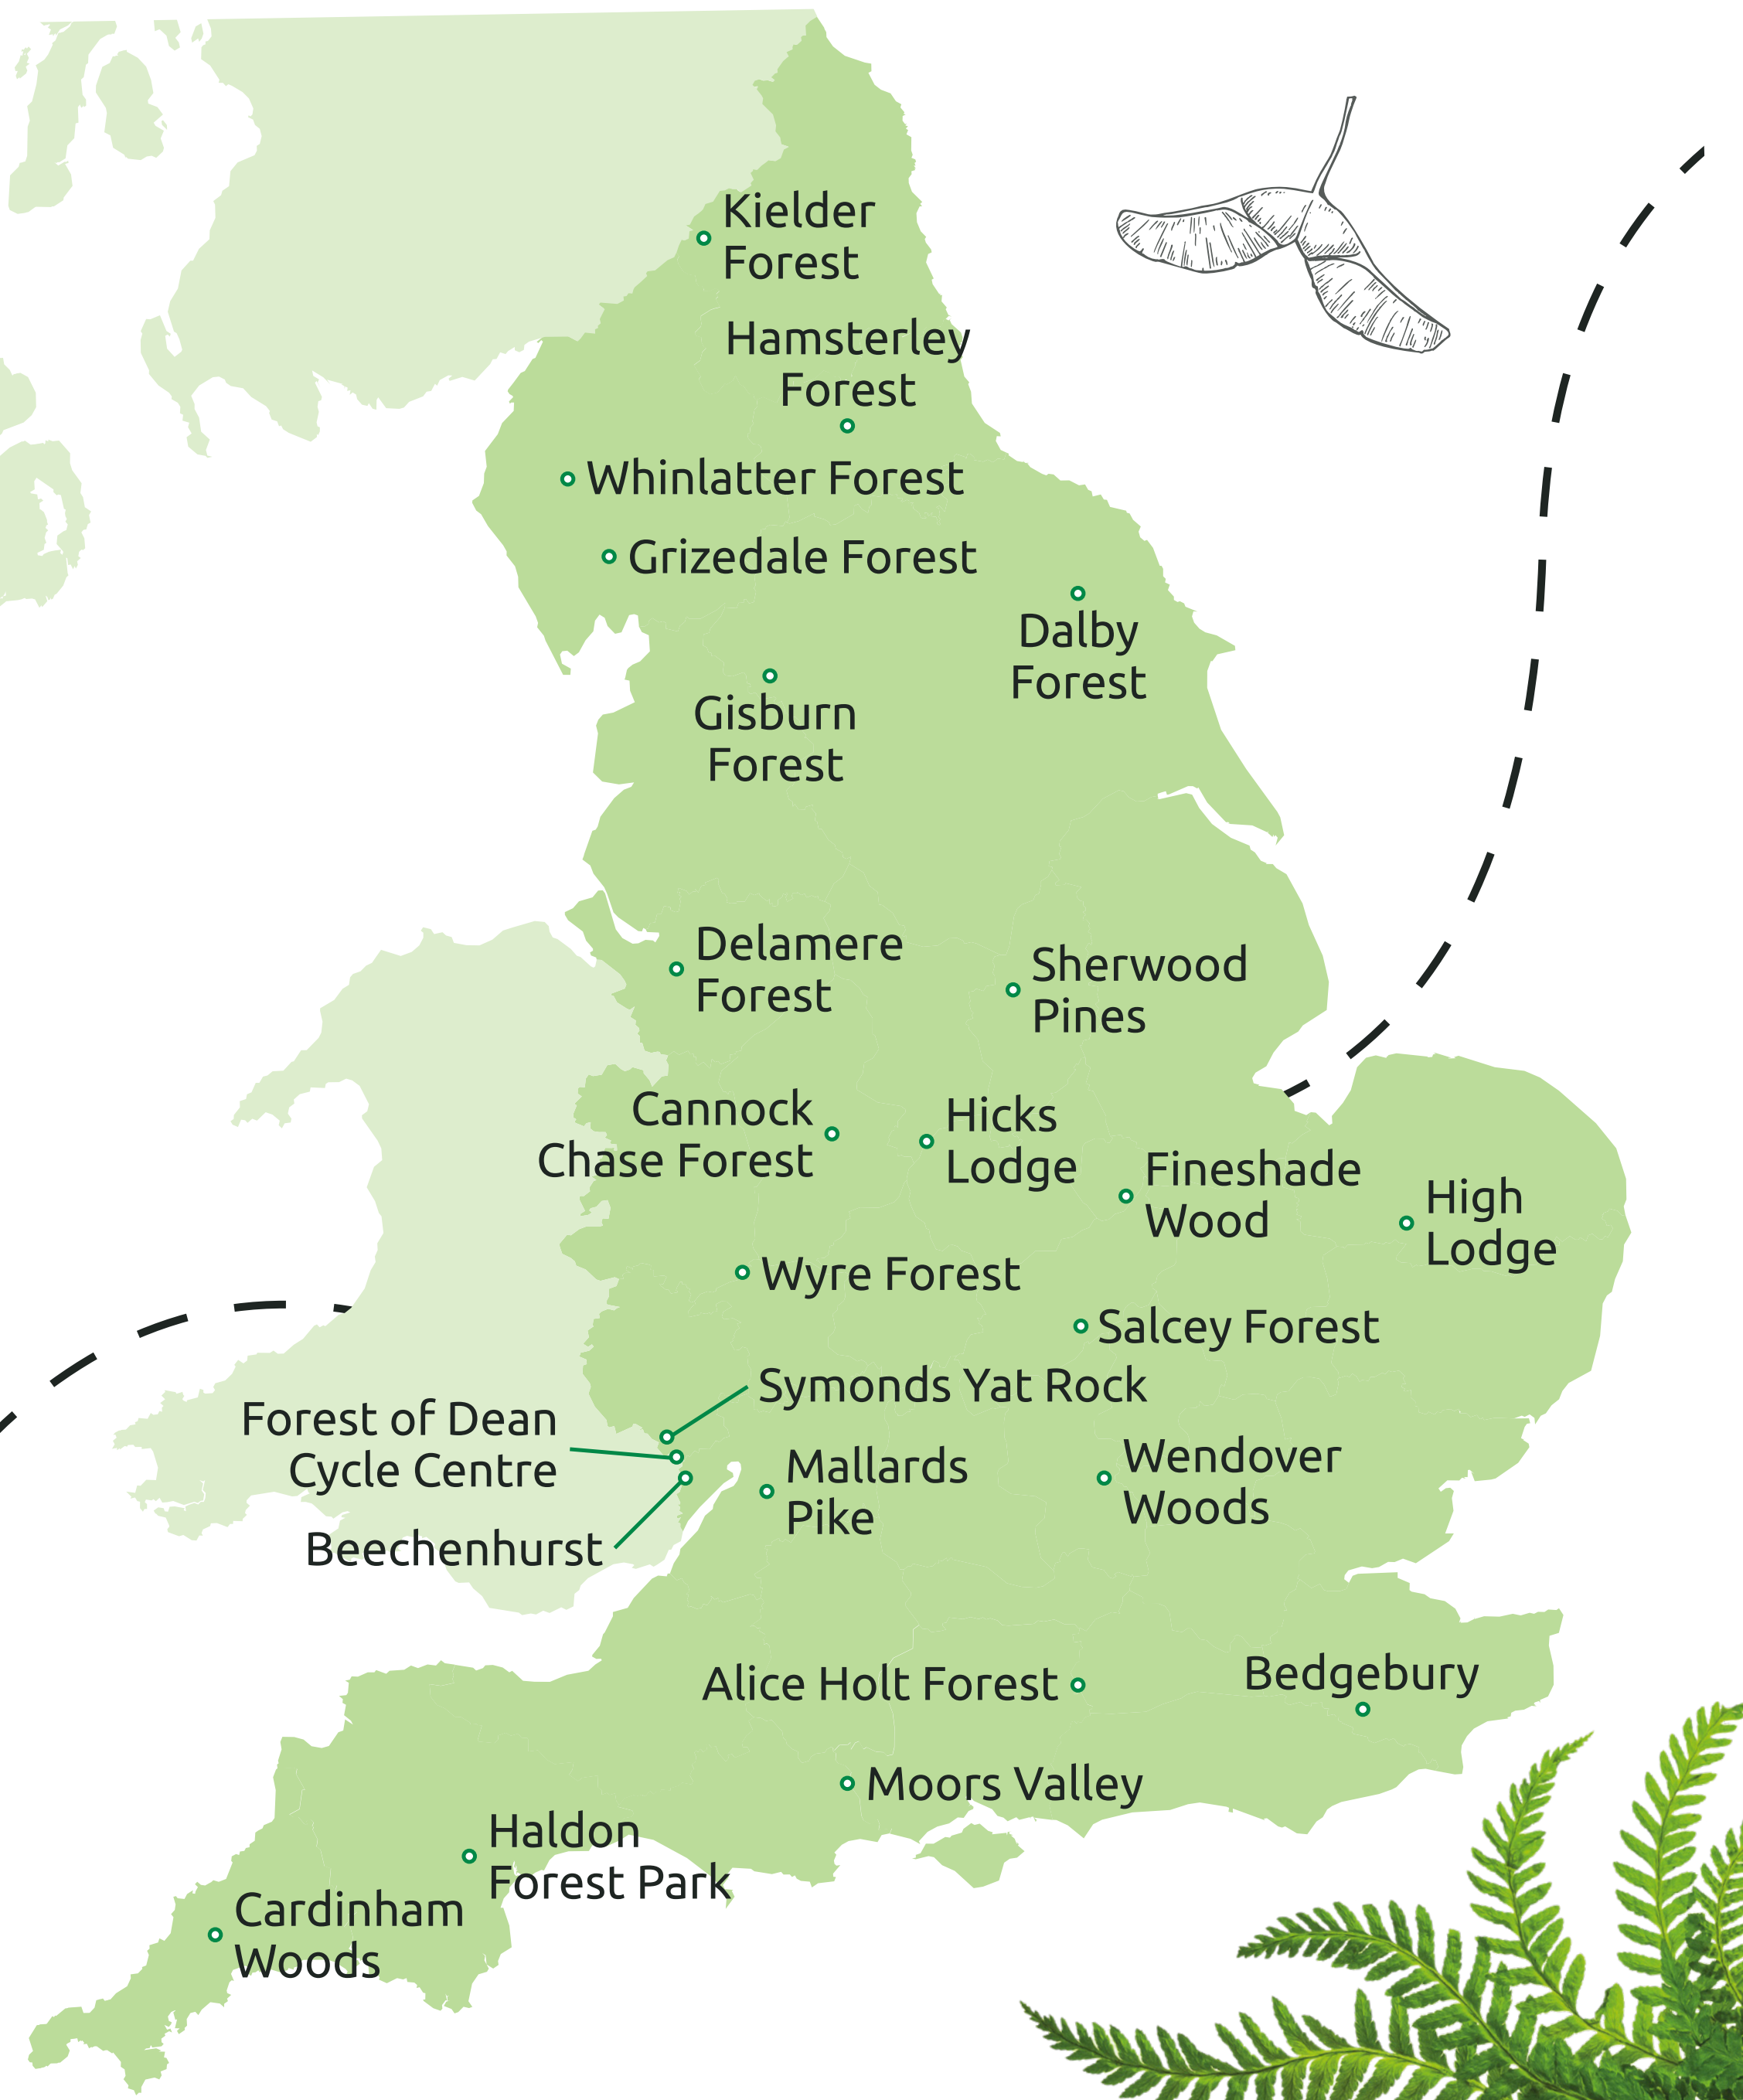 Kielder
Forest
Hamsterley
Forest
Whinlatter Forest
Grizedale Forest
Dalby
Forest
Gisburn
Forest
Delamere
Forest
Sherwood
Pines
Cannock
Chase Forest
Hicks
Lodge
Fineshade
Wood
High
Lodge
Wyre Forest
Salcey Forest
Symonds Yat Rock
Forest of Dean
Cycle Centre
Mallards
Pike
Wendover
Woods
Beechenhurst
Alice Holt Forest
Bedgebury
Moors Valley
Haldon
Forest Park
Cardinham
Woods